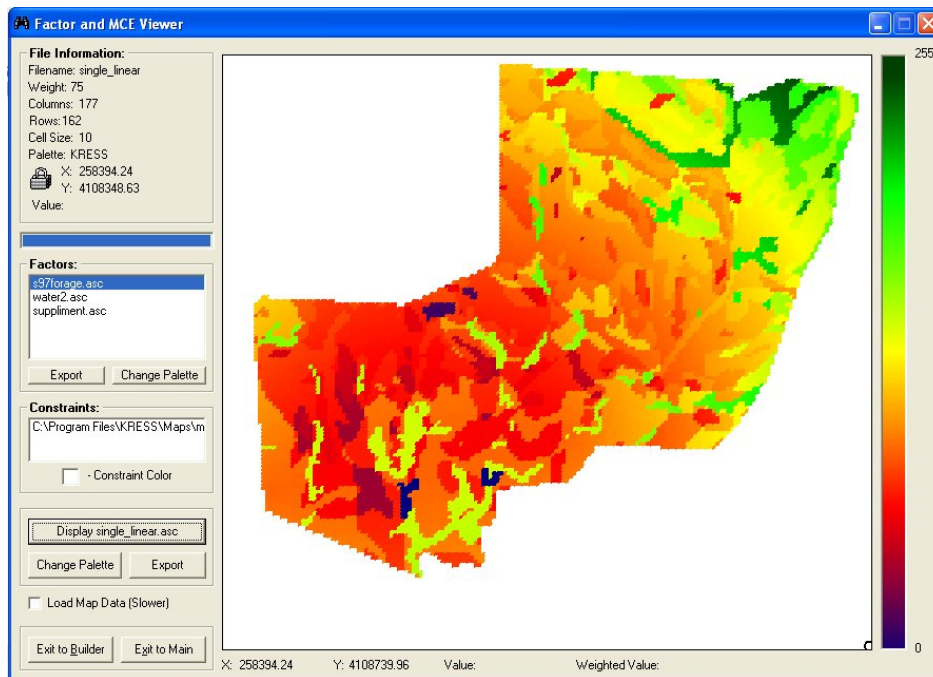 Factor and MCE Viewer
File Information:
Filename: single_linear
Weight: 75
Columns: 177
Rows:162
Cell Size: 10
Palette: KRESS
X: 258394.24
Y: 4108348.63
Value:
Factors:
s97forage.asc
water2.asc
suppliment.asc
Export
Change Palette
Constraints:
C:\Program Files\KRESS\Maps\m
- Constraint Color
Display single_linear.asc
Change Palette
Export
Load Map Data (Slower)
Exit to Builder
Exit to Main
255
0
X: 258394.24 Y: 4108739.96 Value: Weighted Value: